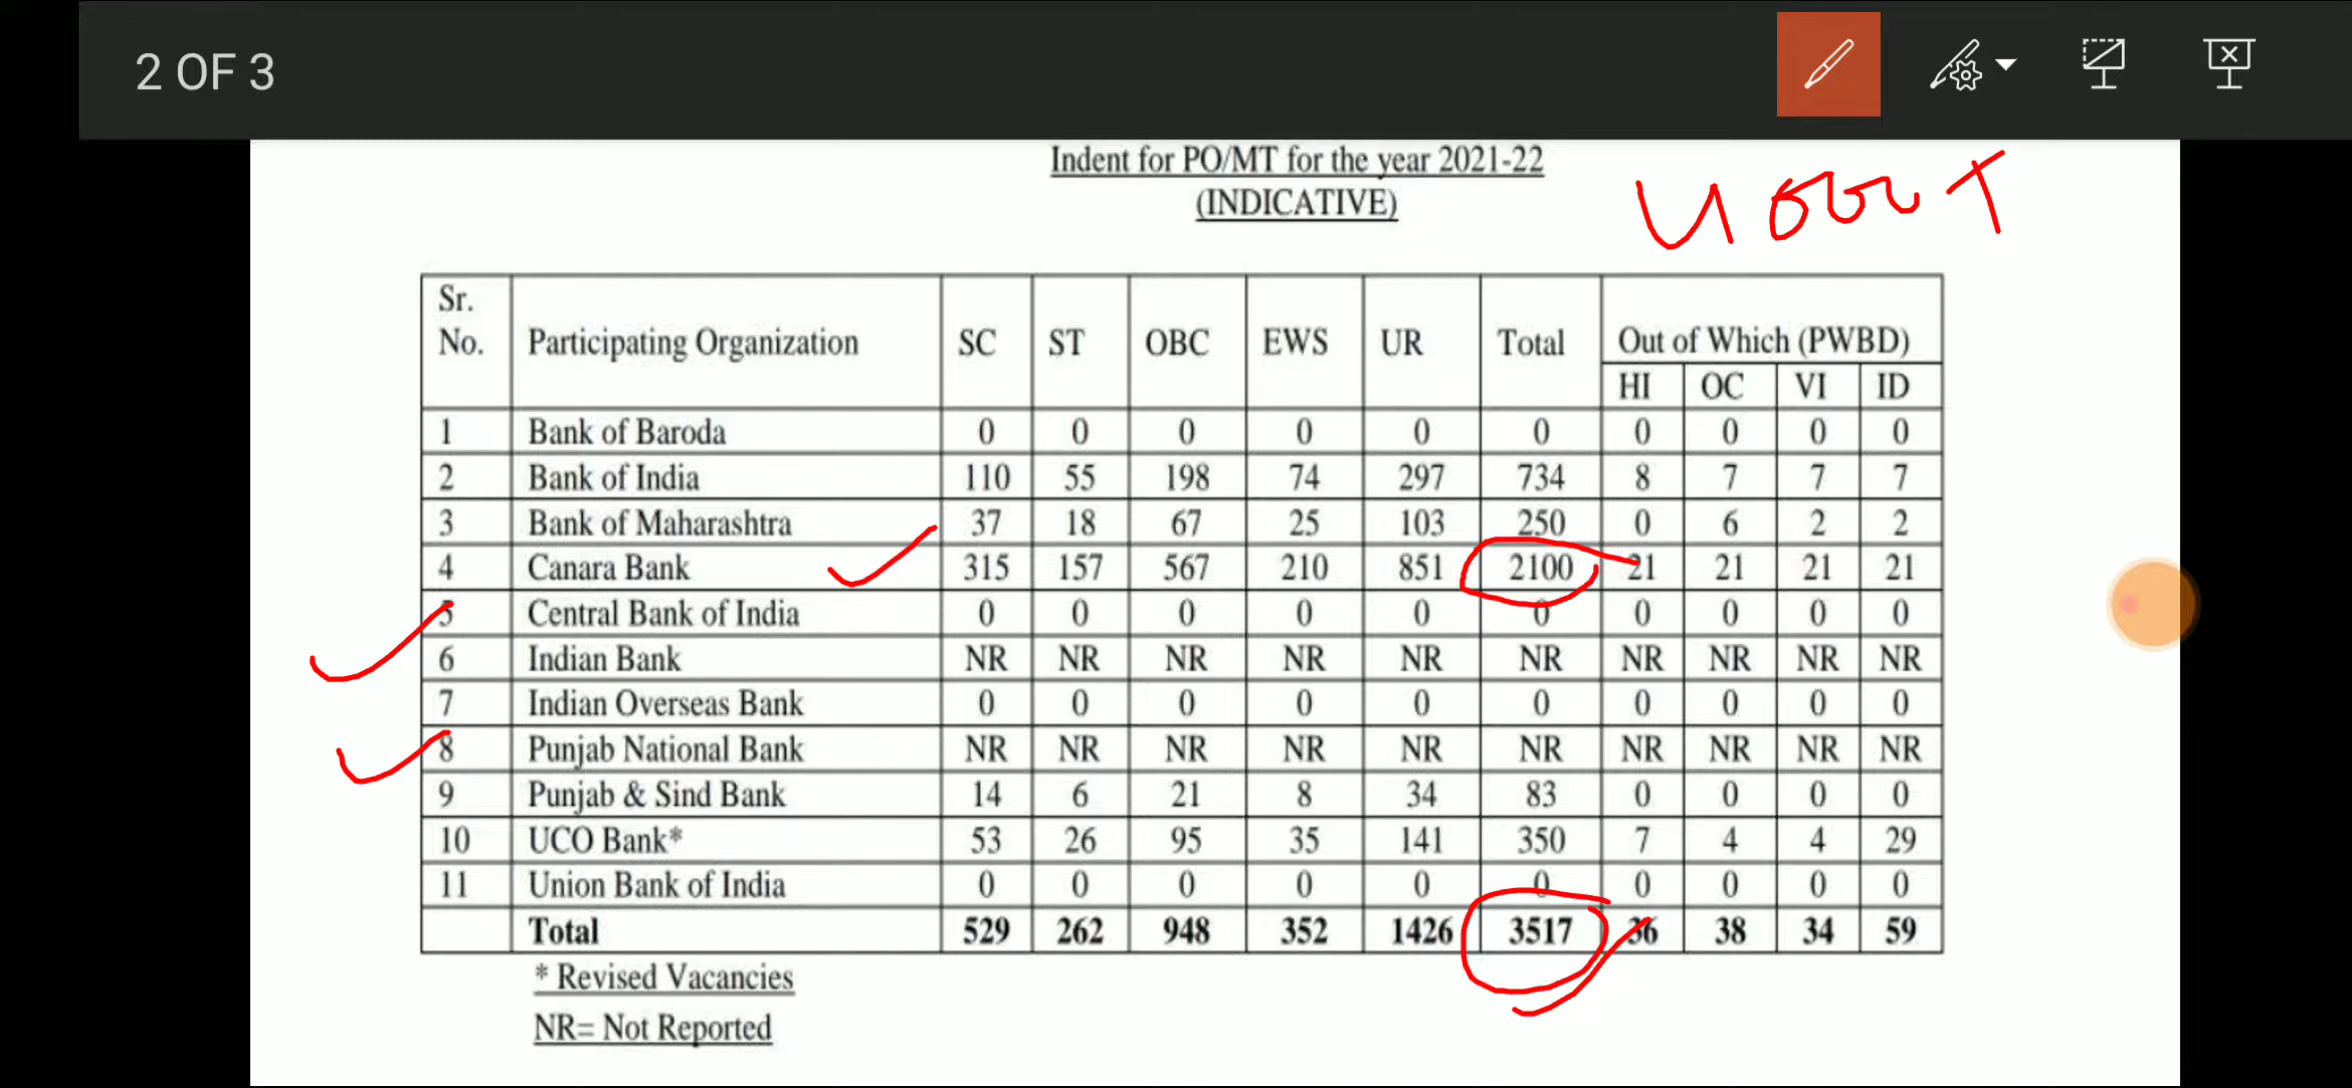 2 OF 3
Indent for PO/MT for the year 2021-22
(INDICATIVE)
4000+
Sr. No. Participating Organization SC ST OBC EWS UR Total Out of Which (PWBD)
HI OC VI ID
1 Bank of Baroda 0 0 0 0 0 0 0 0 0 0
2 Bank of India 110 55 198 74 297 734 8 7 7 7
3 Bank of Maharashtra 37 18 67 25 103 250 0 6 2 2
4 Canara Bank 315 157 567 210 851 2100 21 21 21 21
5 Central Bank of India 0 0 0 0 0 0 0 0 0 0
6 Indian Bank NR NR NR NR NR NR NR NR NR NR
7 Indian Overseas Bank 0 0 0 0 0 0 0 0 0 0
8 Punjab National Bank NR NR NR NR NR NR NR NR NR NR
9 Punjab & Sind Bank 14 6 21 8 34 83 0 0 0 0
10 UCO Bank* 53 26 95 35 141 350 7 4 4 29
11 Union Bank of India 0 0 0 0 0 0 0 0 0 0
Total 529 262 948 352 1426 3517 36 38 34 59
* Revised Vacancies
NR= Not Reported